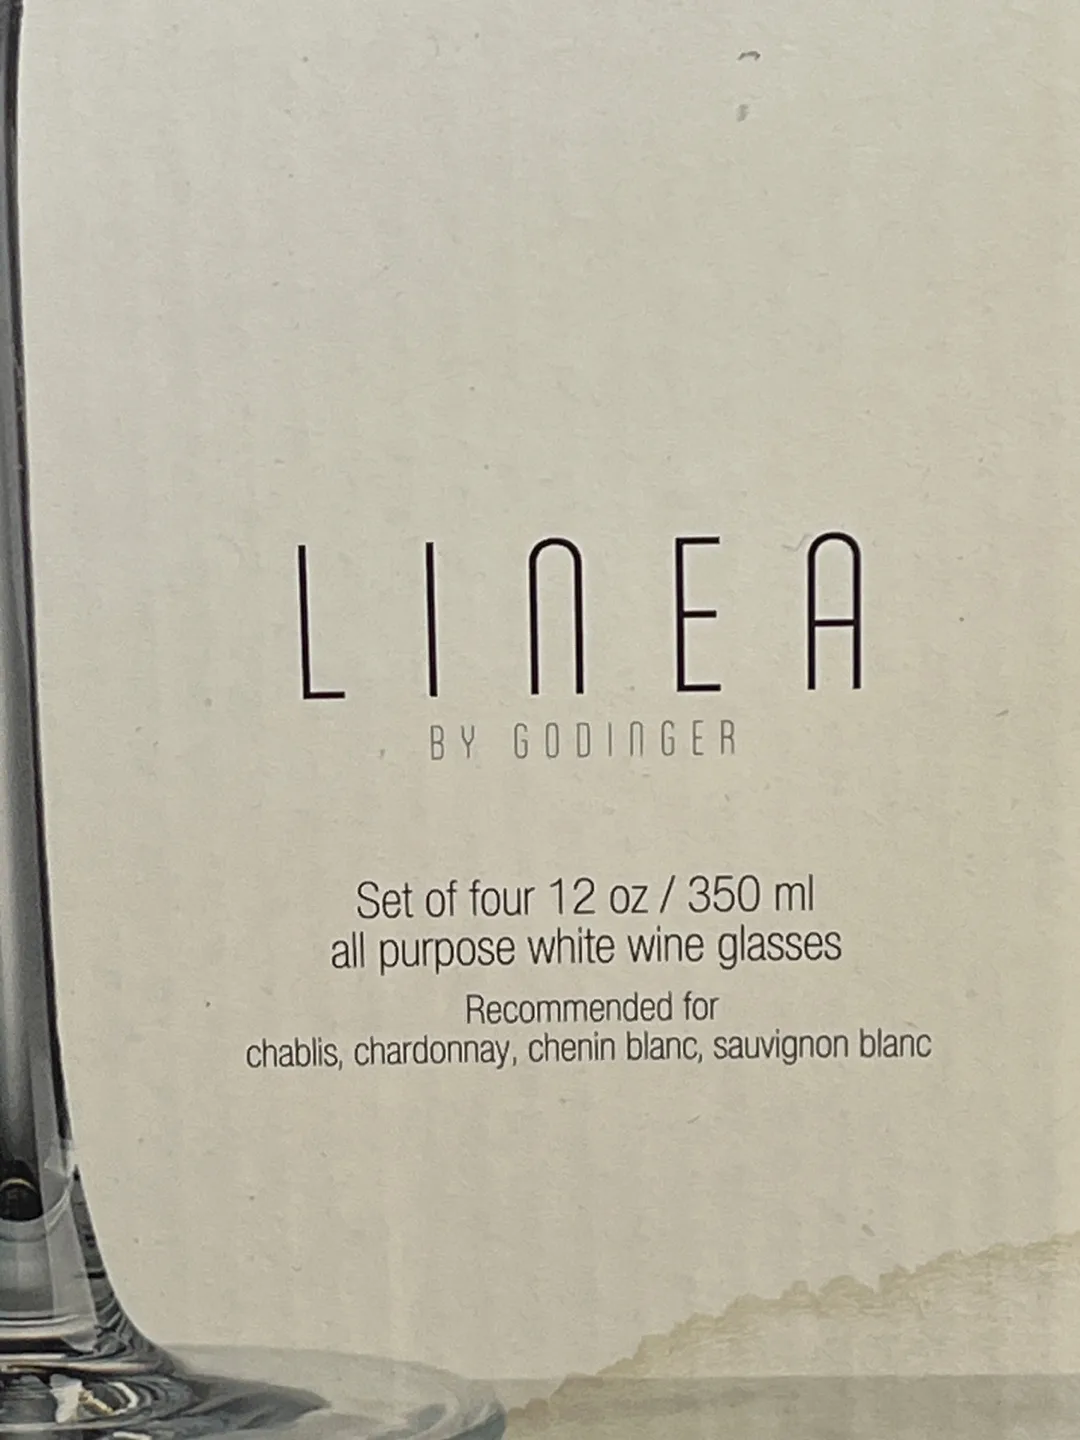 LINEA
BY GODINGER
Set of four 12 oz / 350 ml
all purpose white wine glasses
Recommended for
chablis, chardonnay, chenin blanc, sauvignon blanc